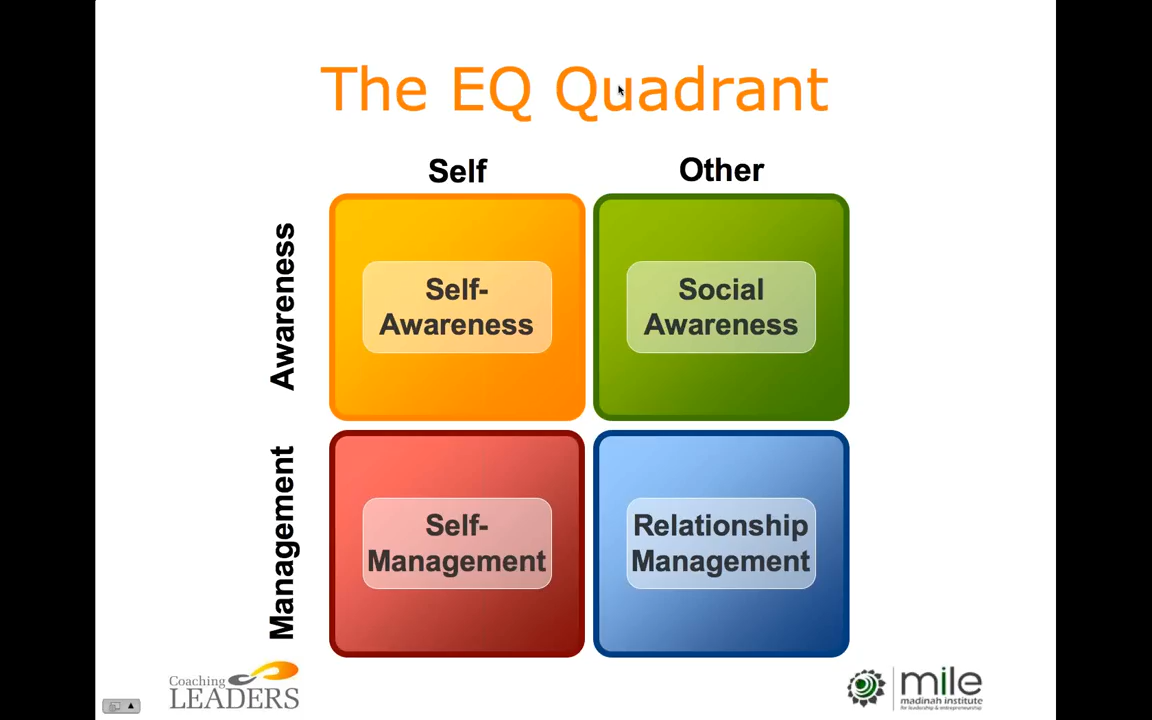 The EQ Quadrant
Self
Other
Awareness
Self-
Awareness
Social
Awareness
Management
Self-
Management
Relationship
Management
Coaching
LEADERS
mile
madinah institute
for leadership & entrepreneurship